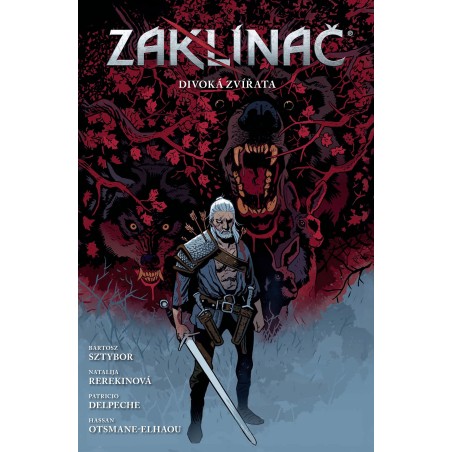 ZAKLÍNAČ®
DIVOKÁ ZVÍŘATA
BARTOSZ
SZTYBOR
NATALIJA
REREKINOVÁ
PATRICIO
DELPECHE
HASSAN
OTSMANE-ELHAOU